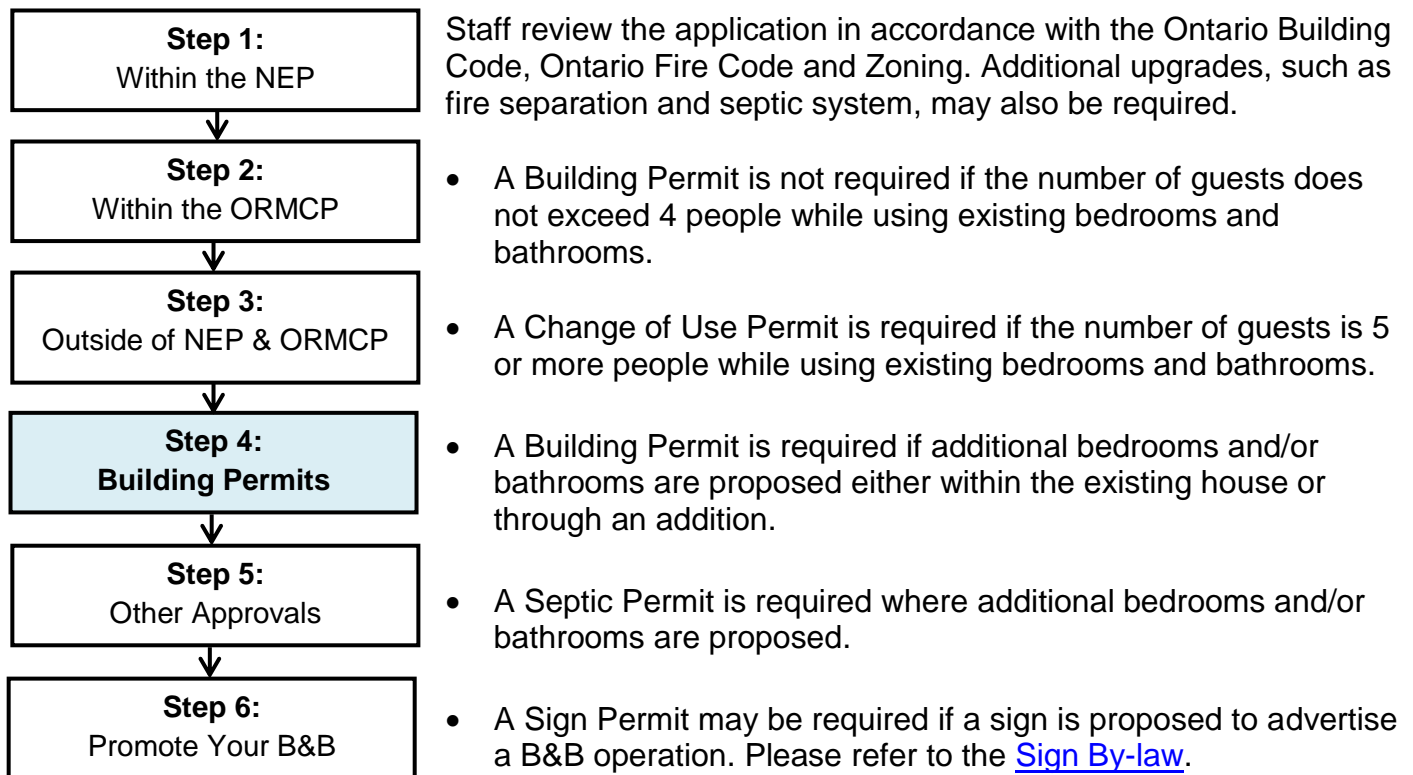 Step 1:
Within the NEP
Step 2:
Within the ORMCP
Step 3:
Outside of NEP & ORMCP
Step 4:
Building Permits
Step 5:
Other Approvals
Step 6:
Promote Your B&B
Staff review the application in accordance with the Ontario Building
Code, Ontario Fire Code and Zoning. Additional upgrades, such as
fire separation and septic system, may also be required.
• A Building Permit is not required if the number of guests does
not exceed 4 people while using existing bedrooms and
bathrooms.
• A Change of Use Permit is required if the number of guests is 5
or more people while using existing bedrooms and bathrooms.
• A Building Permit is required if additional bedrooms and/or
bathrooms are proposed either within the existing house or
through an addition.
• A Septic Permit is required where additional bedrooms and/or
bathrooms are proposed.
• A Sign Permit may be required if a sign is proposed to advertise
a B&B operation. Please refer to the Sign By-law.